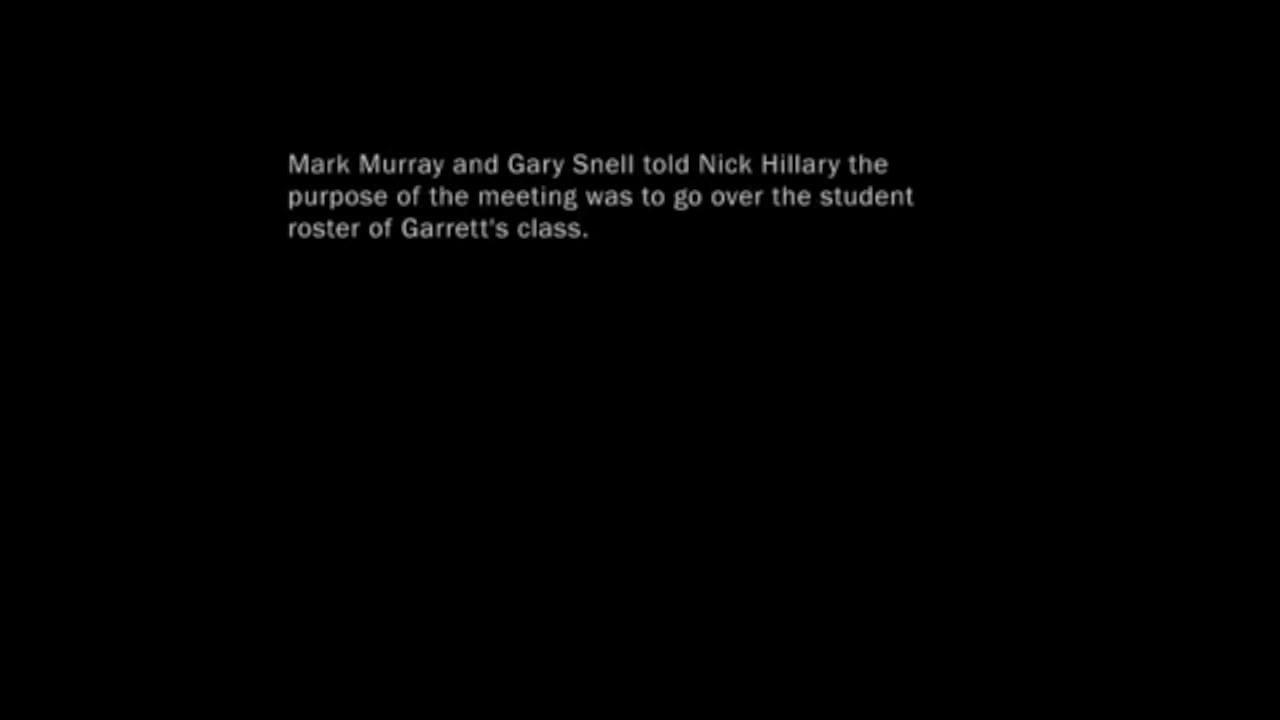 Mark Murray and Gary Snell told Nick Hillary the
purpose of the meeting was to go over the student
roster of Garrett's class.